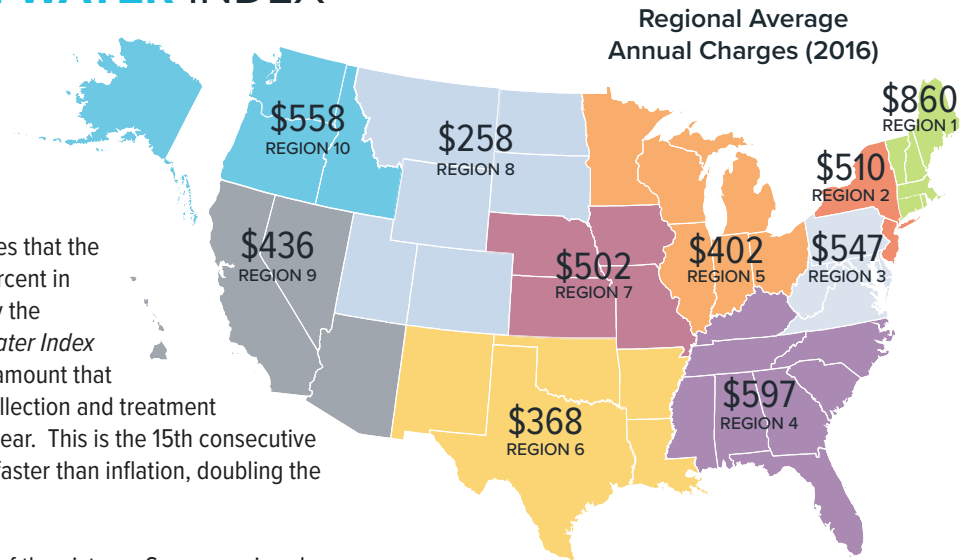 WATER INDEX
Regional Average
Annual Charges (2016)
$860
REGION 1
$558
REGION 10
$258
REGION 8
$510
REGION 2
$436
REGION 9
$502
REGION 7
$402
REGION 5
$547
REGION 3
$597
REGION 4
$368
REGION 6
es that the
rcent in
y the
ater Index
amount that
llection and treatment
ear. This is the 15th consecutive
faster than inflation, doubling the